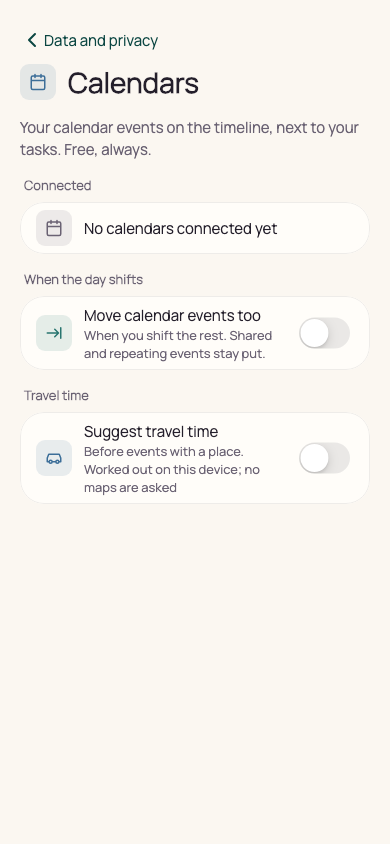 Data and privacy
Calendars
Your calendar events on the timeline, next to your
tasks. Free, always.
Connected
No calendars connected yet
When the day shifts
Move calendar events too
When you shift the rest. Shared
and repeating events stay put.
Travel time
Suggest travel time
Before events with a place.
Worked out on this device; no
maps are asked